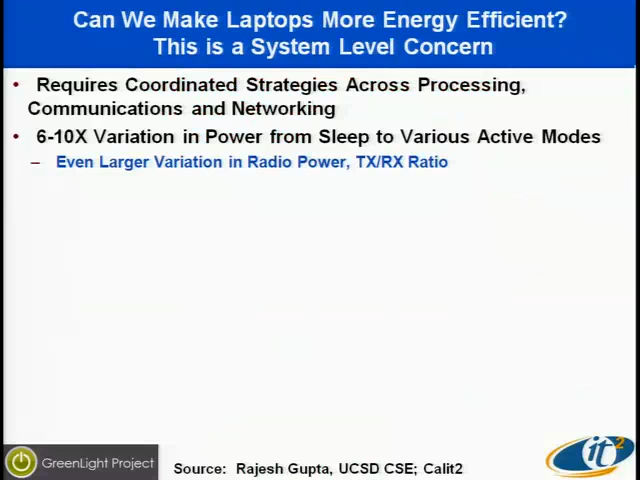 Can We Make Laptops More Energy Efficient?
This is a System Level Concern
• Requires Coordinated Strategies Across Processing,
Communications and Networking
• 6-10X Variation in Power from Sleep to Various Active Modes
– Even Larger Variation in Radio Power, TX/RX Ratio
GreenLight Project
Source: Rajesh Gupta, UCSD CSE; Calit2
it2